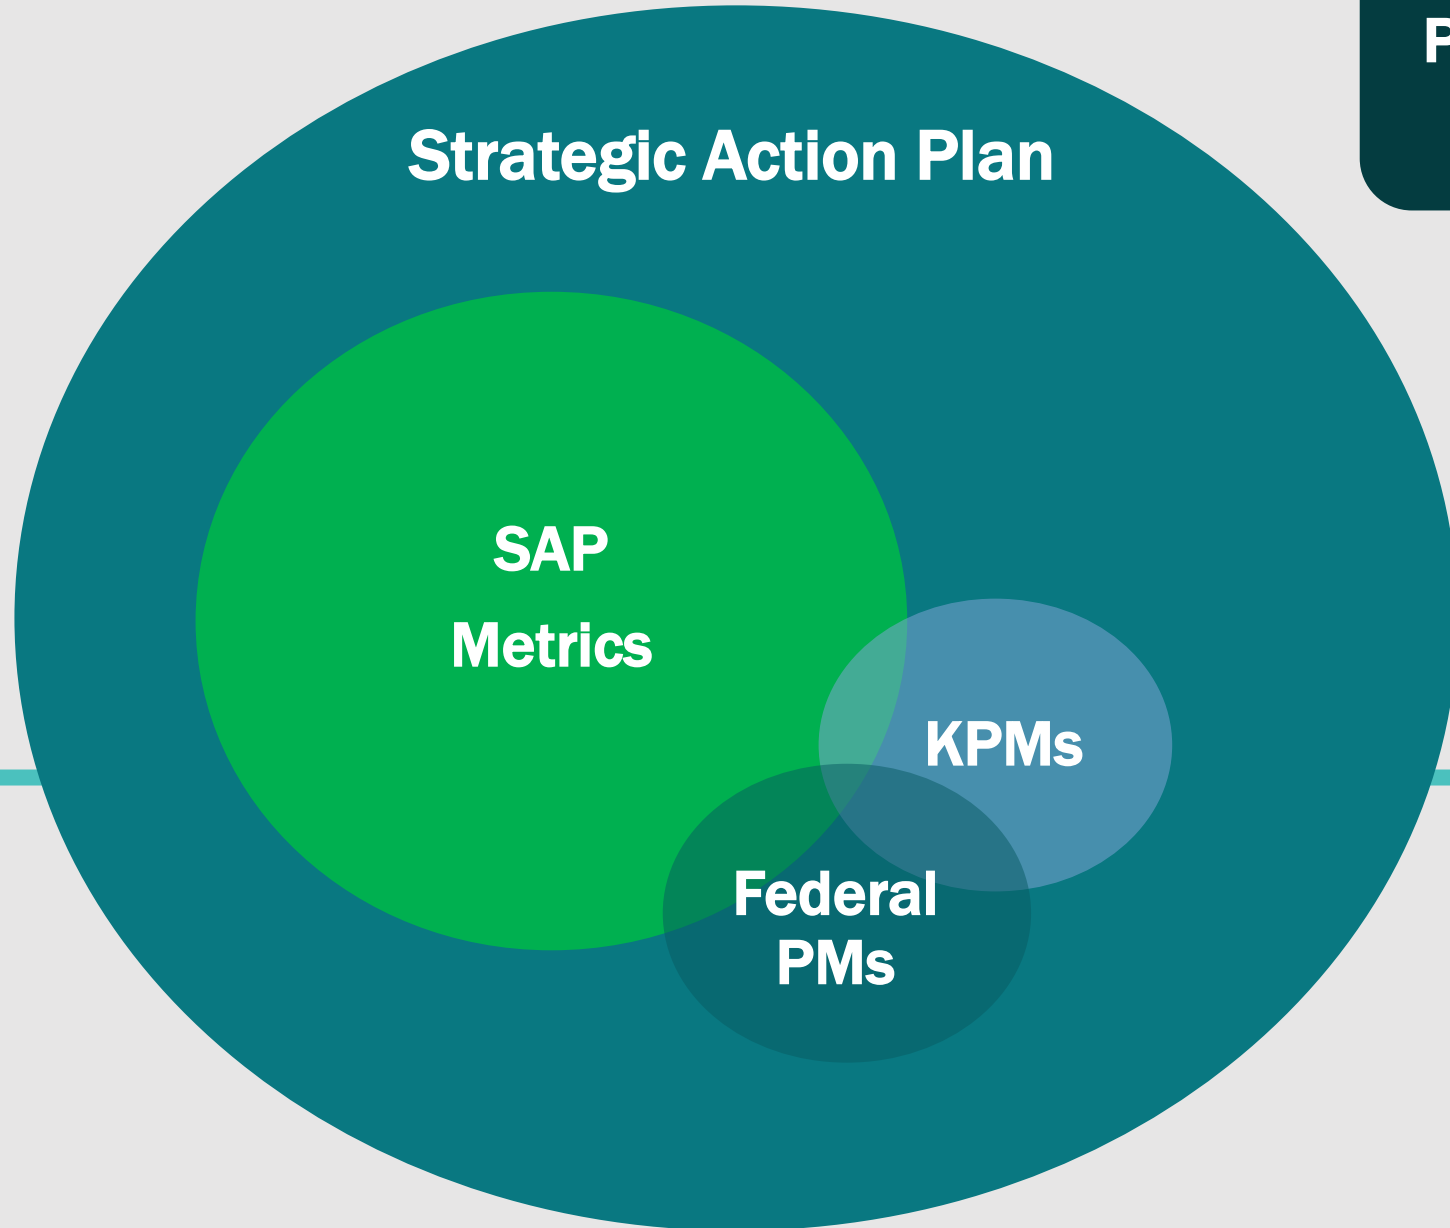 Strategic Action Plan
SAP
Metrics
KPMs
Federal
PMs